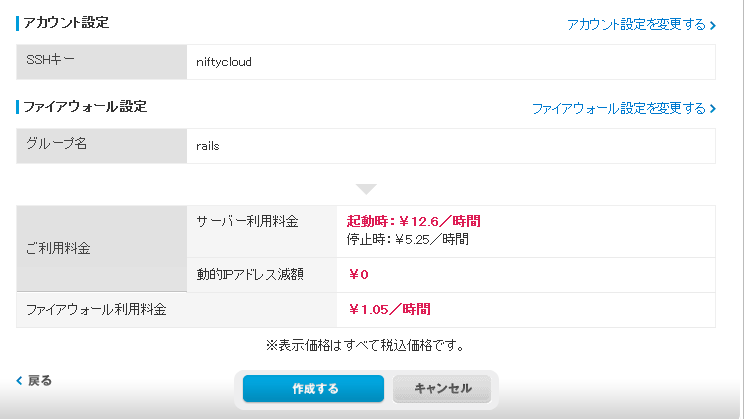 アカウント設定
アカウント設定を変更する
SSHキー
niftycloud
ファイアウォール設定
ファイアウォール設定を変更する
グループ名
rails
ご利用料金
サーバー利用料金
起動時：￥12.6／時間
停止時：￥5.25／時間
動的IPアドレス減額
￥0
ファイアウォール利用料金
￥1.05／時間
※表示価格はすべて税込価格です。
戻る
作成する
キャンセル